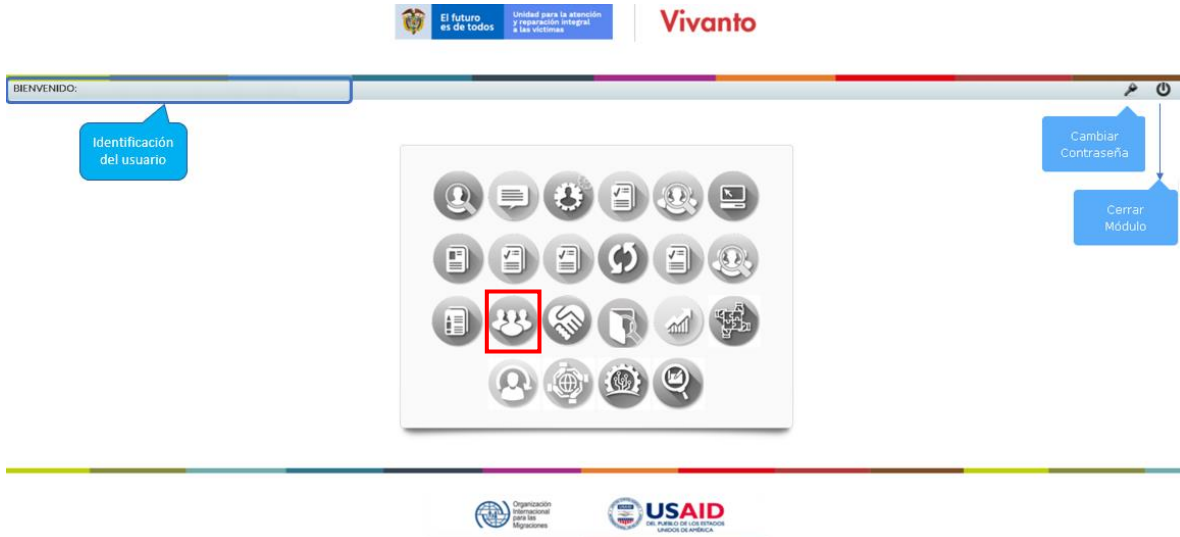 El futuro
es de todos
Unidad para la atención
y reparación integral
a las víctimas
Vivanto
BIENVENIDO:
Identificación
del usuario
Cambiar
Contraseña
Cerrar
Módulo
Organización
Internacional
para las
Migraciones
USAID
DEL PUEBLO DE LOS ESTADOS
UNIDOS DE AMÉRICA